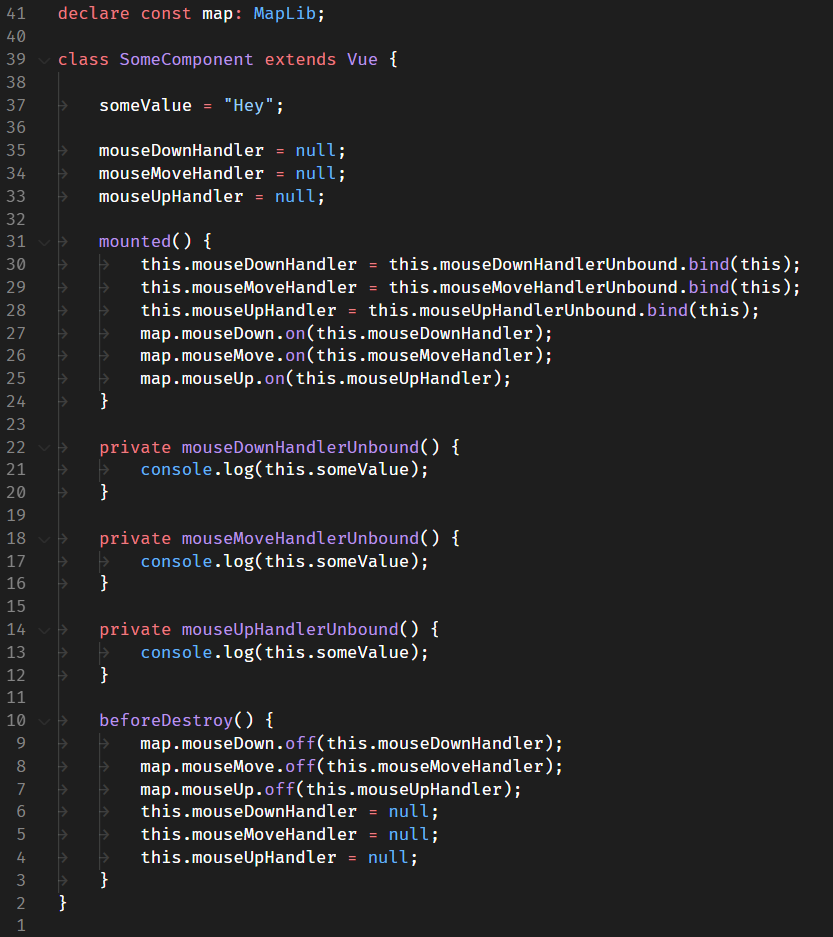 41 declare const map: MapLib;
40
39 class SomeComponent extends Vue {
38
37 someValue = "Hey";
36
35 mouseDownHandler = null;
34 mouseMoveHandler = null;
33 mouseUpHandler = null;
32
31 mounted() {
30 this.mouseDownHandler = this.mouseDownHandlerUnbound.bind(this);
29 this.mouseMoveHandler = this.mouseMoveHandlerUnbound.bind(this);
28 this.mouseUpHandler = this.mouseUpHandlerUnbound.bind(this);
27 map.mouseDown.on(this.mouseDownHandler);
26 map.mouseMove.on(this.mouseMoveHandler);
25 map.mouseUp.on(this.mouseUpHandler);
24 }
23
22 private mouseDownHandlerUnbound() {
21 console.log(this.someValue);
20 }
19
18 private mouseMoveHandlerUnbound() {
17 console.log(this.someValue);
16 }
15
14 private mouseUpHandlerUnbound() {
13 console.log(this.someValue);
12 }
11
10 beforeDestroy() {
9 map.mouseDown.off(this.mouseDownHandler);
8 map.mouseMove.off(this.mouseMoveHandler);
7 map.mouseUp.off(this.mouseUpHandler);
6 this.mouseDownHandler = null;
5 this.mouseMoveHandler = null;
4 this.mouseUpHandler = null;
3 }
2 }
1